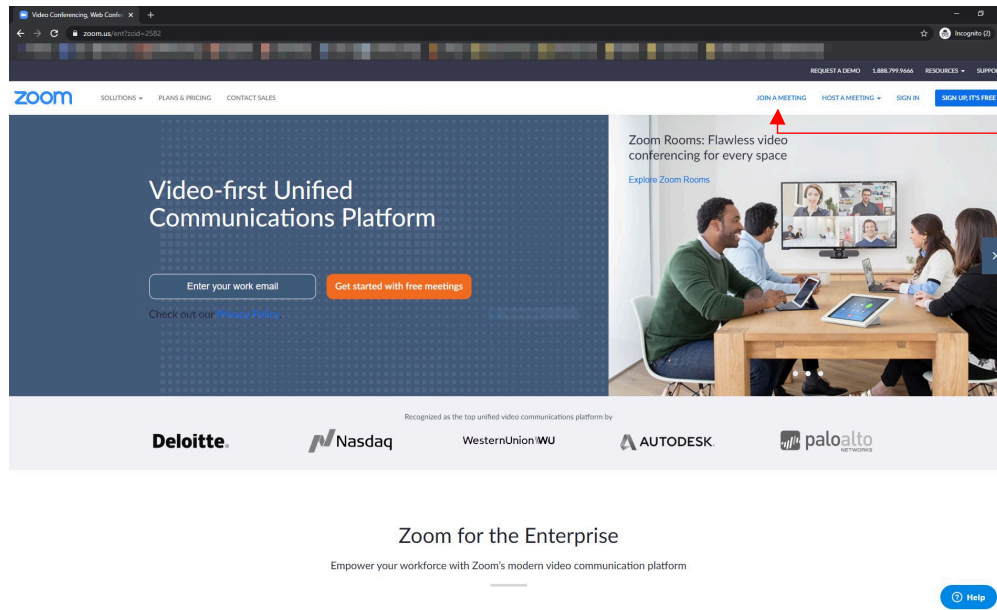 Video Conferencing, Web Confer
zoom.us/ent?zcid=2582
Incognito (2)
REQUEST A DEMO 1.888.799.9666 RESOURCES SUPPOR
zoom SOLUTIONS PLANS & PRICING CONTACT SALES JOIN A MEETING HOST A MEETING SIGN IN SIGN UP, IT'S FREE
Video-first Unified
Communications Platform
Enter your work email Get started with free meetings
Check out our Privacy Policy.
Zoom Rooms: Flawless video
conferencing for every space
Explore Zoom Rooms
Recognized as the top unified video communications platform by
Deloitte. Nasdaq WesternUnion WU AUTODESK. paloalto
NETWORKS
Zoom for the Enterprise
Empower your workforce with Zoom's modern video communication platform
Help